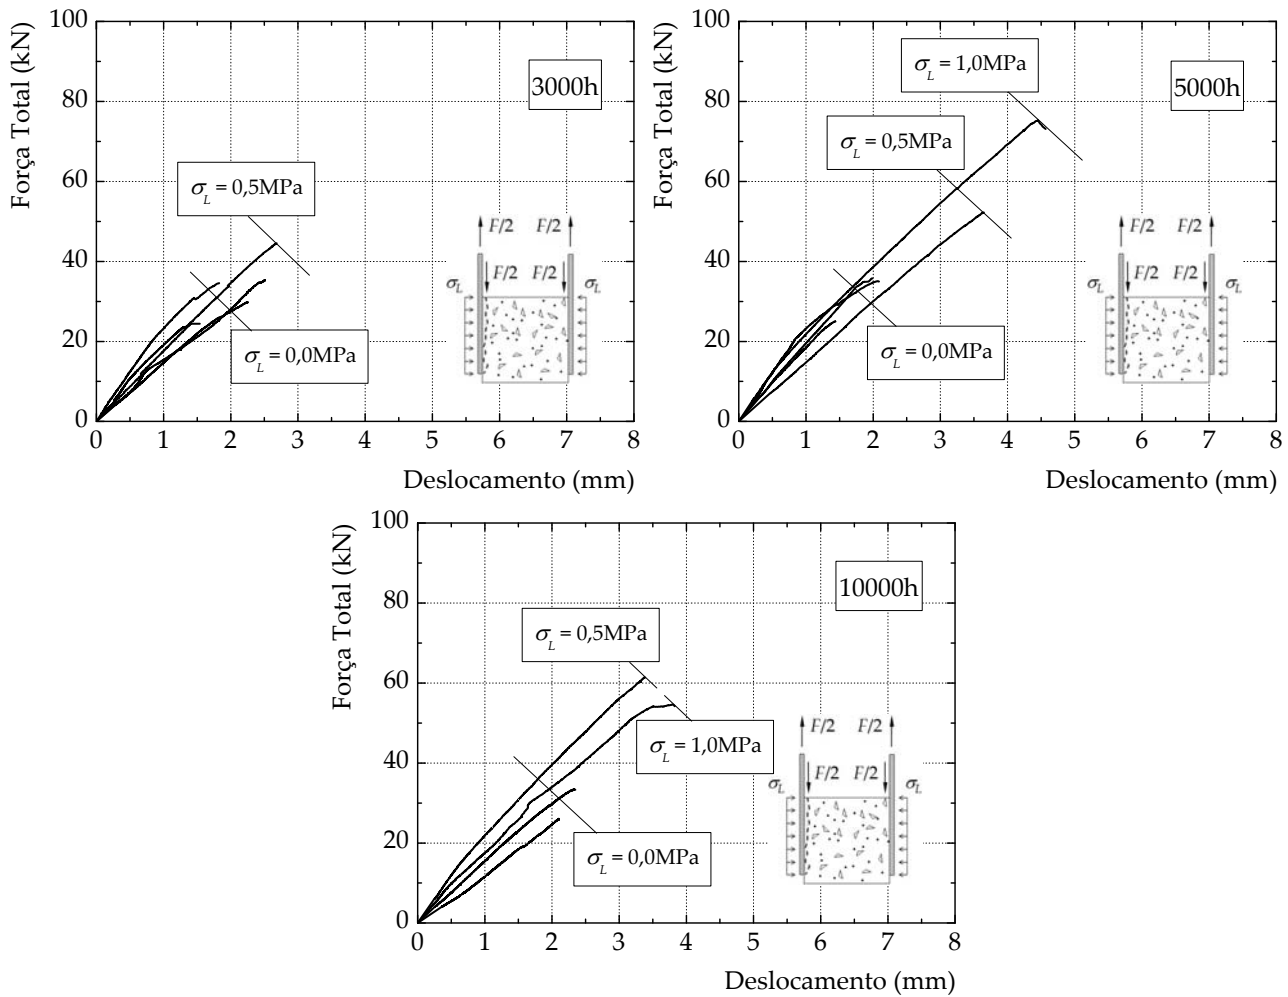 Força Total (kN)
100
80
60
40
20
0
0 1 2 3 4 5 6 7 8
Deslocamento (mm)
3000h
σL = 0,5MPa
σL = 0,0MPa
F/2 F/2
F/2 F/2
σL σL
Força Total (kN)
100
80
60
40
20
0
0 1 2 3 4 5 6 7 8
Deslocamento (mm)
5000h
σL = 1,0MPa
σL = 0,5MPa
σL = 0,0MPa
F/2 F/2
F/2 F/2
σL σL
Força Total (kN)
100
80
60
40
20
0
0 1 2 3 4 5 6 7 8
Deslocamento (mm)
10000h
σL = 0,5MPa
σL = 1,0MPa
σL = 0,0MPa
F/2 F/2
F/2 F/2
σL σL